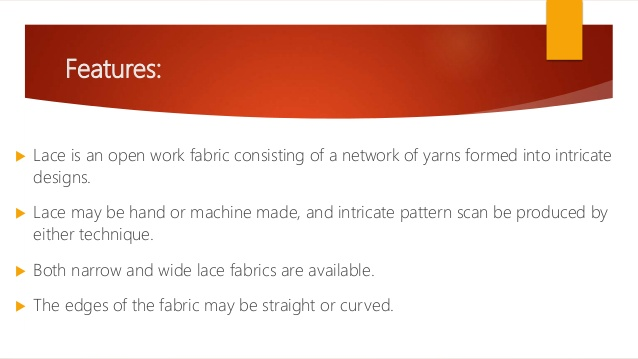 Features:
Lace is an open work fabric consisting of a network of yarns formed into intricate
designs.
Lace may be hand or machine made, and intricate pattern scan be produced by
either technique.
Both narrow and wide lace fabrics are available.
The edges of the fabric may be straight or curved.